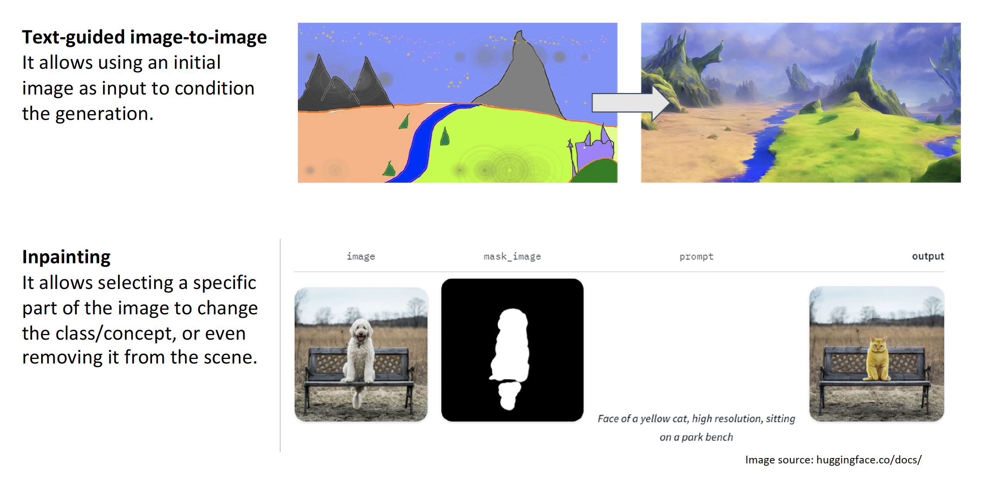 Text-guided image-to-image
It allows using an initial
image as input to condition
the generation.
Inpainting
It allows selecting a specific
part of the image to change
the class/concept, or even
removing it from the scene.
image
mask_image
prompt
output
Face of a yellow cat, high resolution, sitting
on a park bench
Image source: huggingface.co/docs/